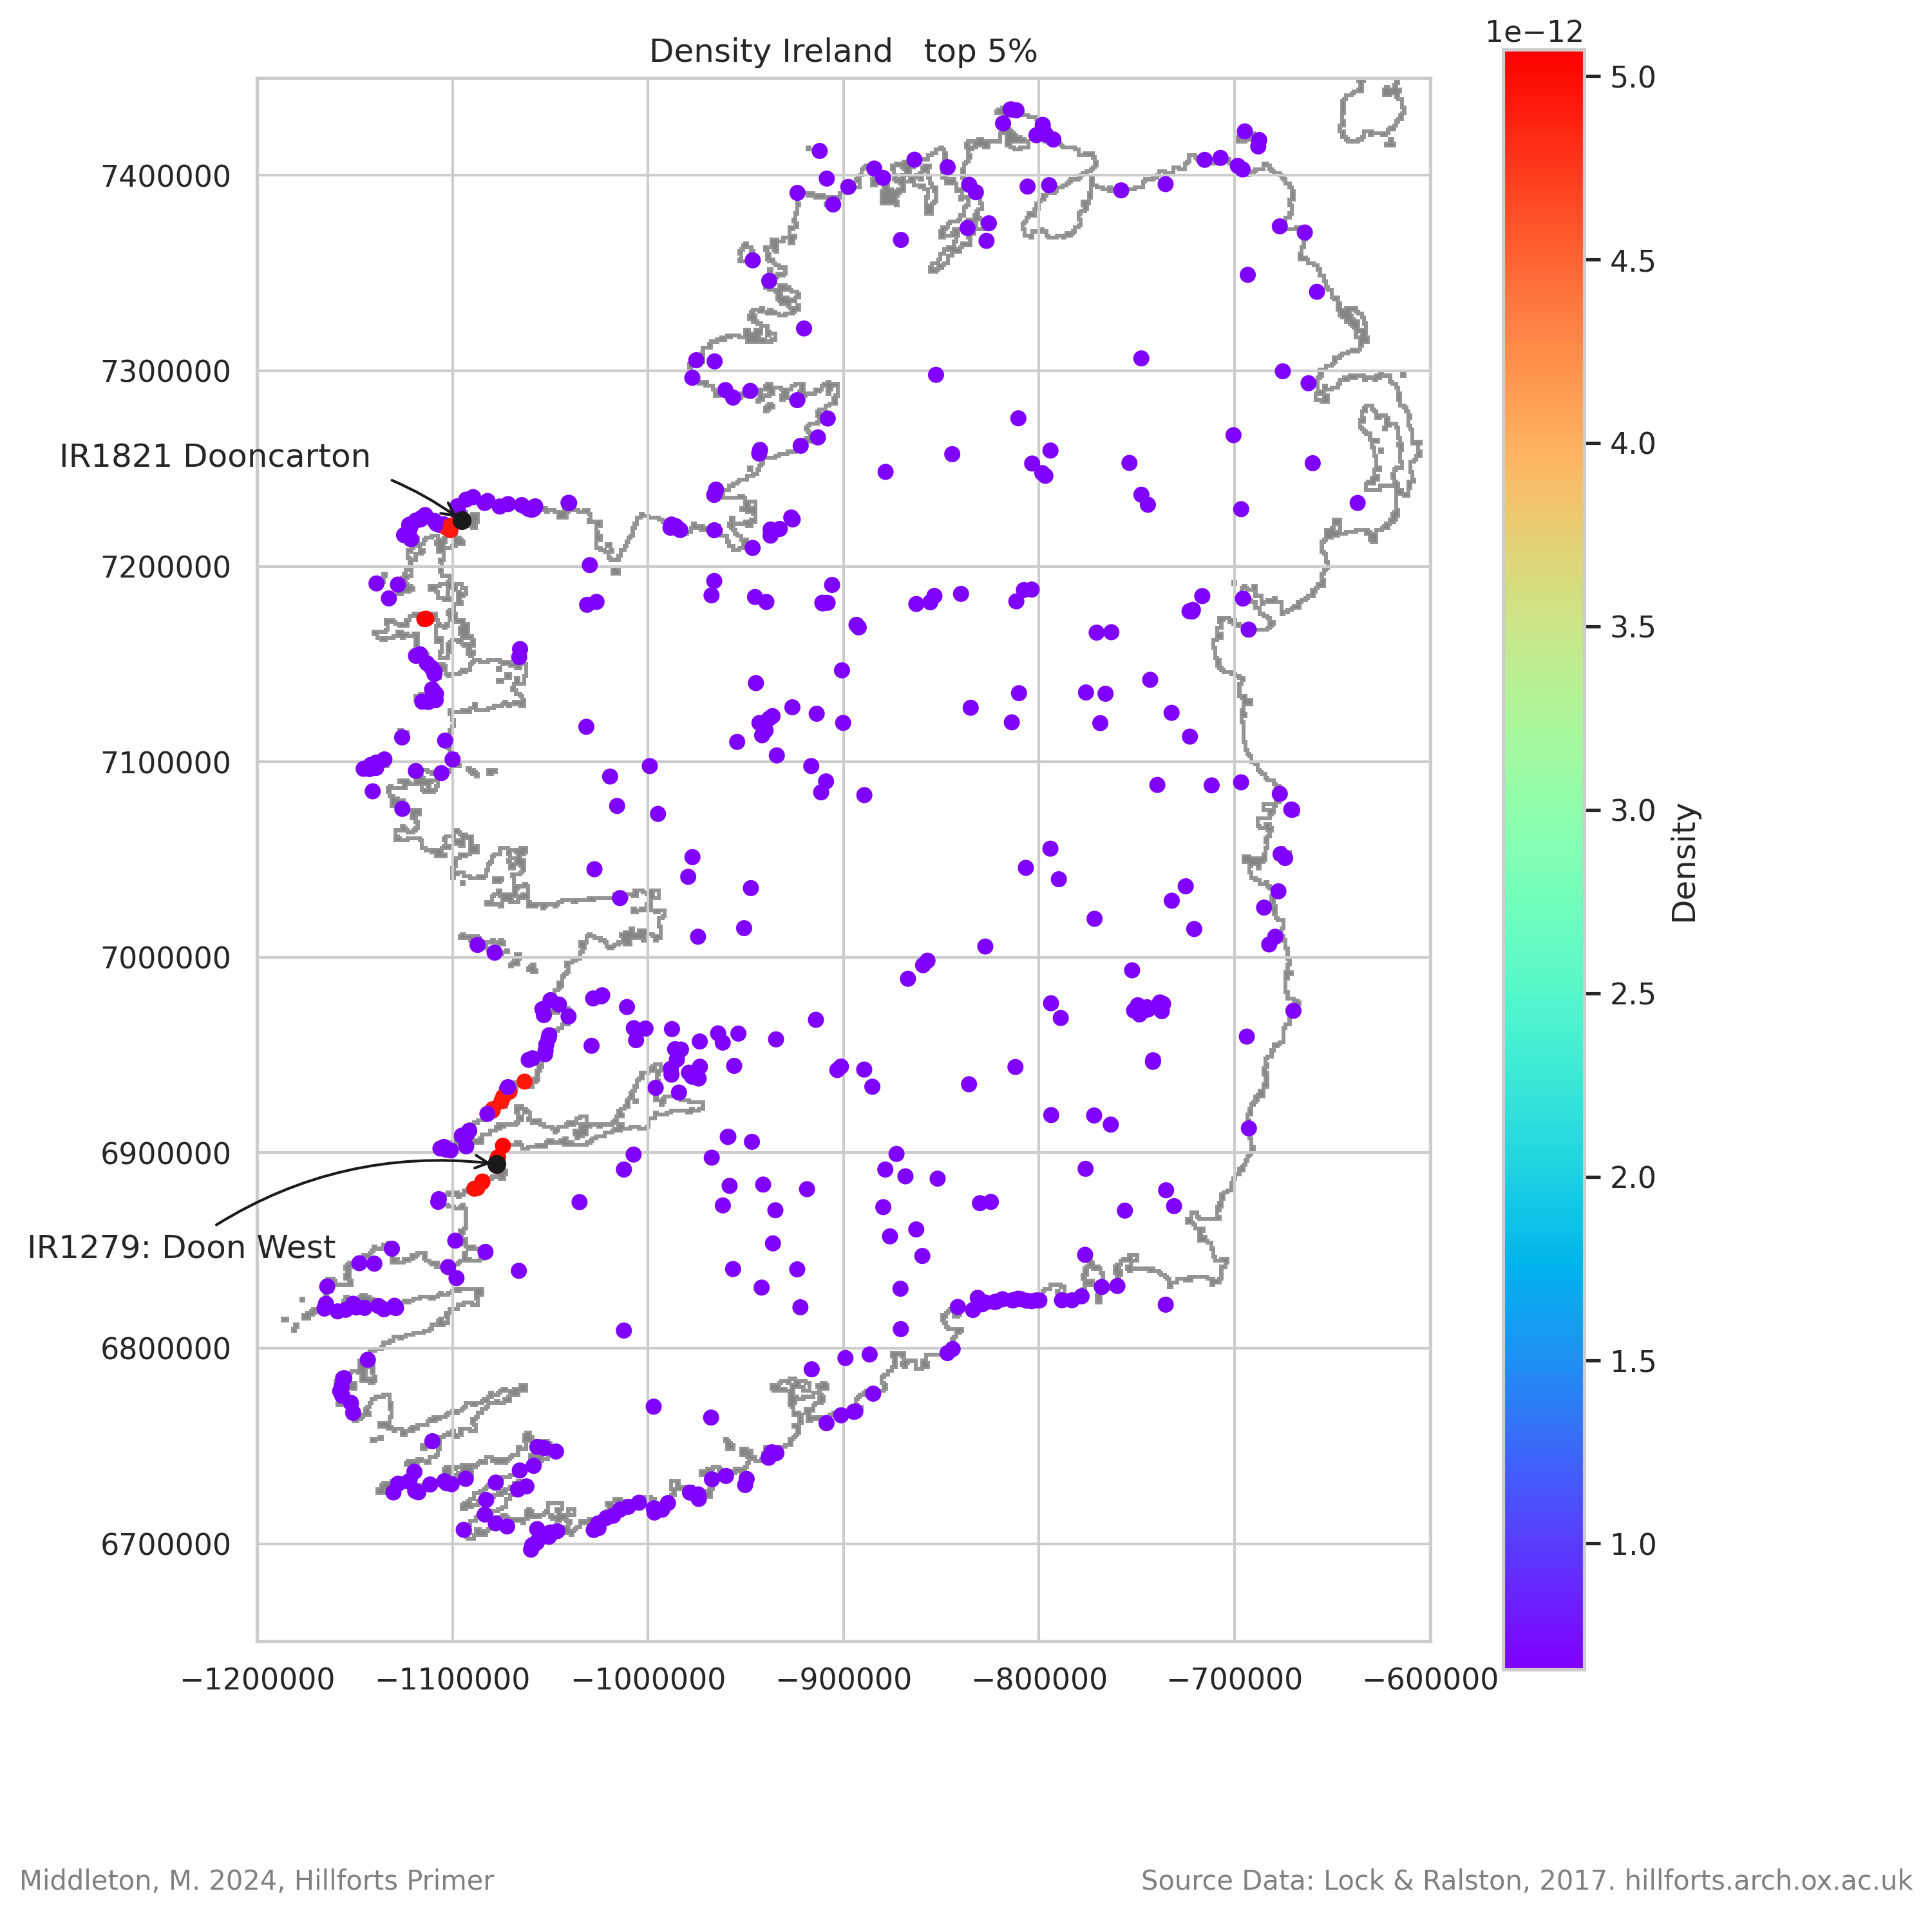 1e−12
Density Ireland   top 5%
5.0
7400000
4.5
7300000
IR1821 Dooncarton
4.0
7200000
3.5
7100000
3.0
Density
7000000
2.5
6900000
2.0
IR1279: Doon West
6800000
1.5
6700000
1.0
−1200000 −1100000 −1000000 −900000 −800000 −700000 −600000
Middleton, M. 2024, Hillforts Primer
Source Data: Lock & Ralston, 2017. hillforts.arch.ox.ac.uk